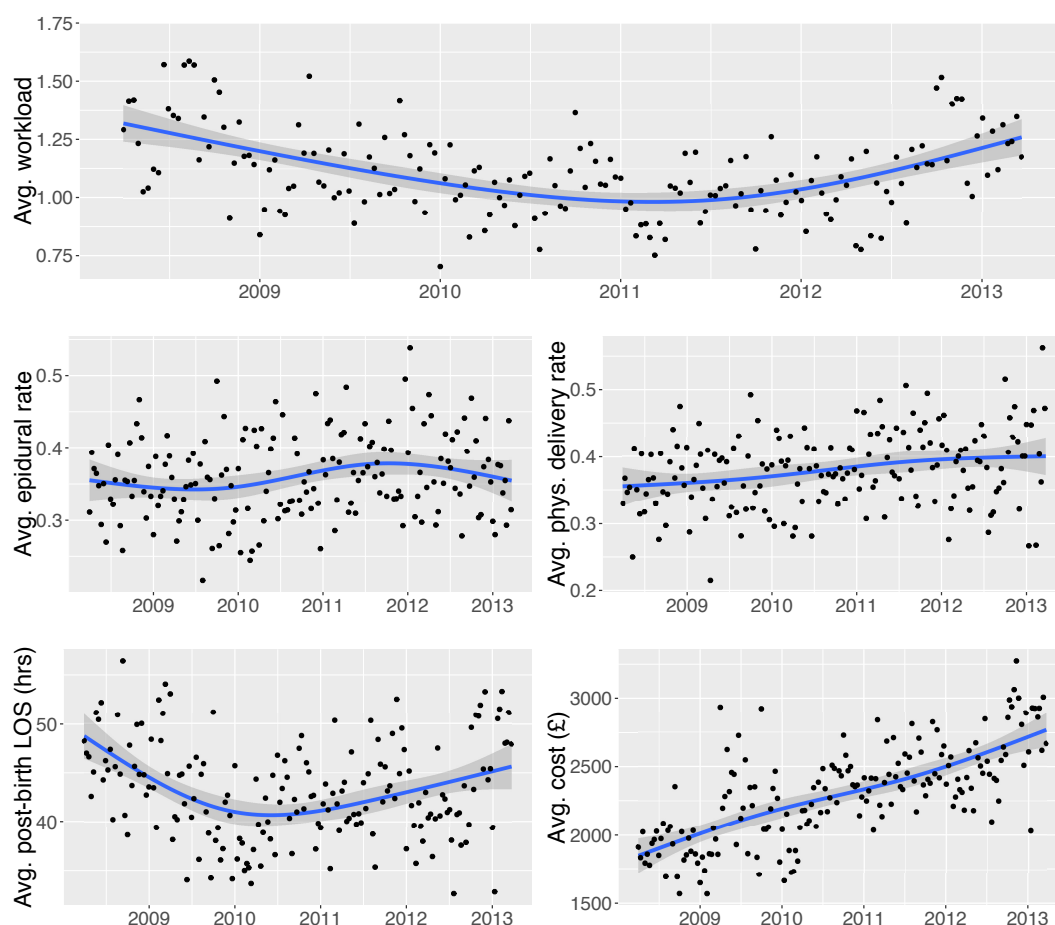 Avg. workload
1.75
1.50
1.25
1.00
0.75
2009 2010 2011 2012 2013
Avg. epidural rate
0.5
0.4
0.3
2009 2010 2011 2012 2013
Avg. phys. delivery rate
0.5
0.4
0.3
0.2
2009 2010 2011 2012 2013
Avg. post-birth LOS (hrs)
50
40
2009 2010 2011 2012 2013
Avg. cost (£)
3000
2500
2000
1500
2009 2010 2011 2012 2013